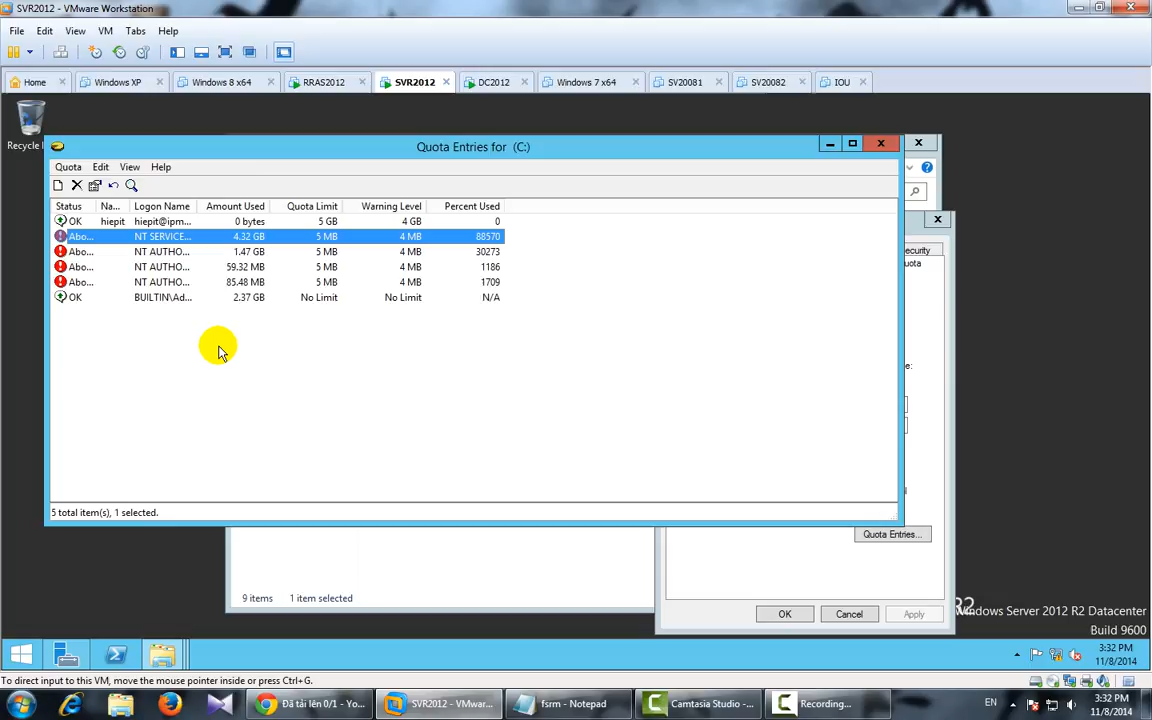 SVR2012 - VMware Workstation
File Edit View VM Tabs Help
Home Windows XP Windows 8 x64 RRAS2012 SVR2012 DC2012 Windows 7 x64 SV20081 SV20082 IOU
Recycle
Quota Entries for (C:)
Quota Edit View Help
Status Na... Logon Name Amount Used Quota Limit Warning Level Percent Used
OK hiepit hiepit@ipm... 0 bytes 5 GB 4 GB 0
Abo... NT SERVICE... 4.32 GB 5 MB 4 MB 88570
Abo... NT AUTHO... 1.47 GB 5 MB 4 MB 30273
Abo... NT AUTHO... 59.32 MB 5 MB 4 MB 1186
Abo... NT AUTHO... 85.48 MB 5 MB 4 MB 1709
OK BUILTIN\Ad... 2.37 GB No Limit No Limit N/A
5 total item(s), 1 selected.
ecurity
uota
e:
Quota Entries...
9 items 1 item selected
OK Cancel Apply
R2
Windows Server 2012 R2 Datacenter
Build 9600
3:32 PM
11/8/2014
To direct input to this VM, move the mouse pointer inside or press Ctrl+G.
Đã tải lên 0/1 - Yo... SVR2012 - VMwar... fsrm - Notepad Camtasia Studio - ... Recording... EN 3:32 PM
11/8/2014